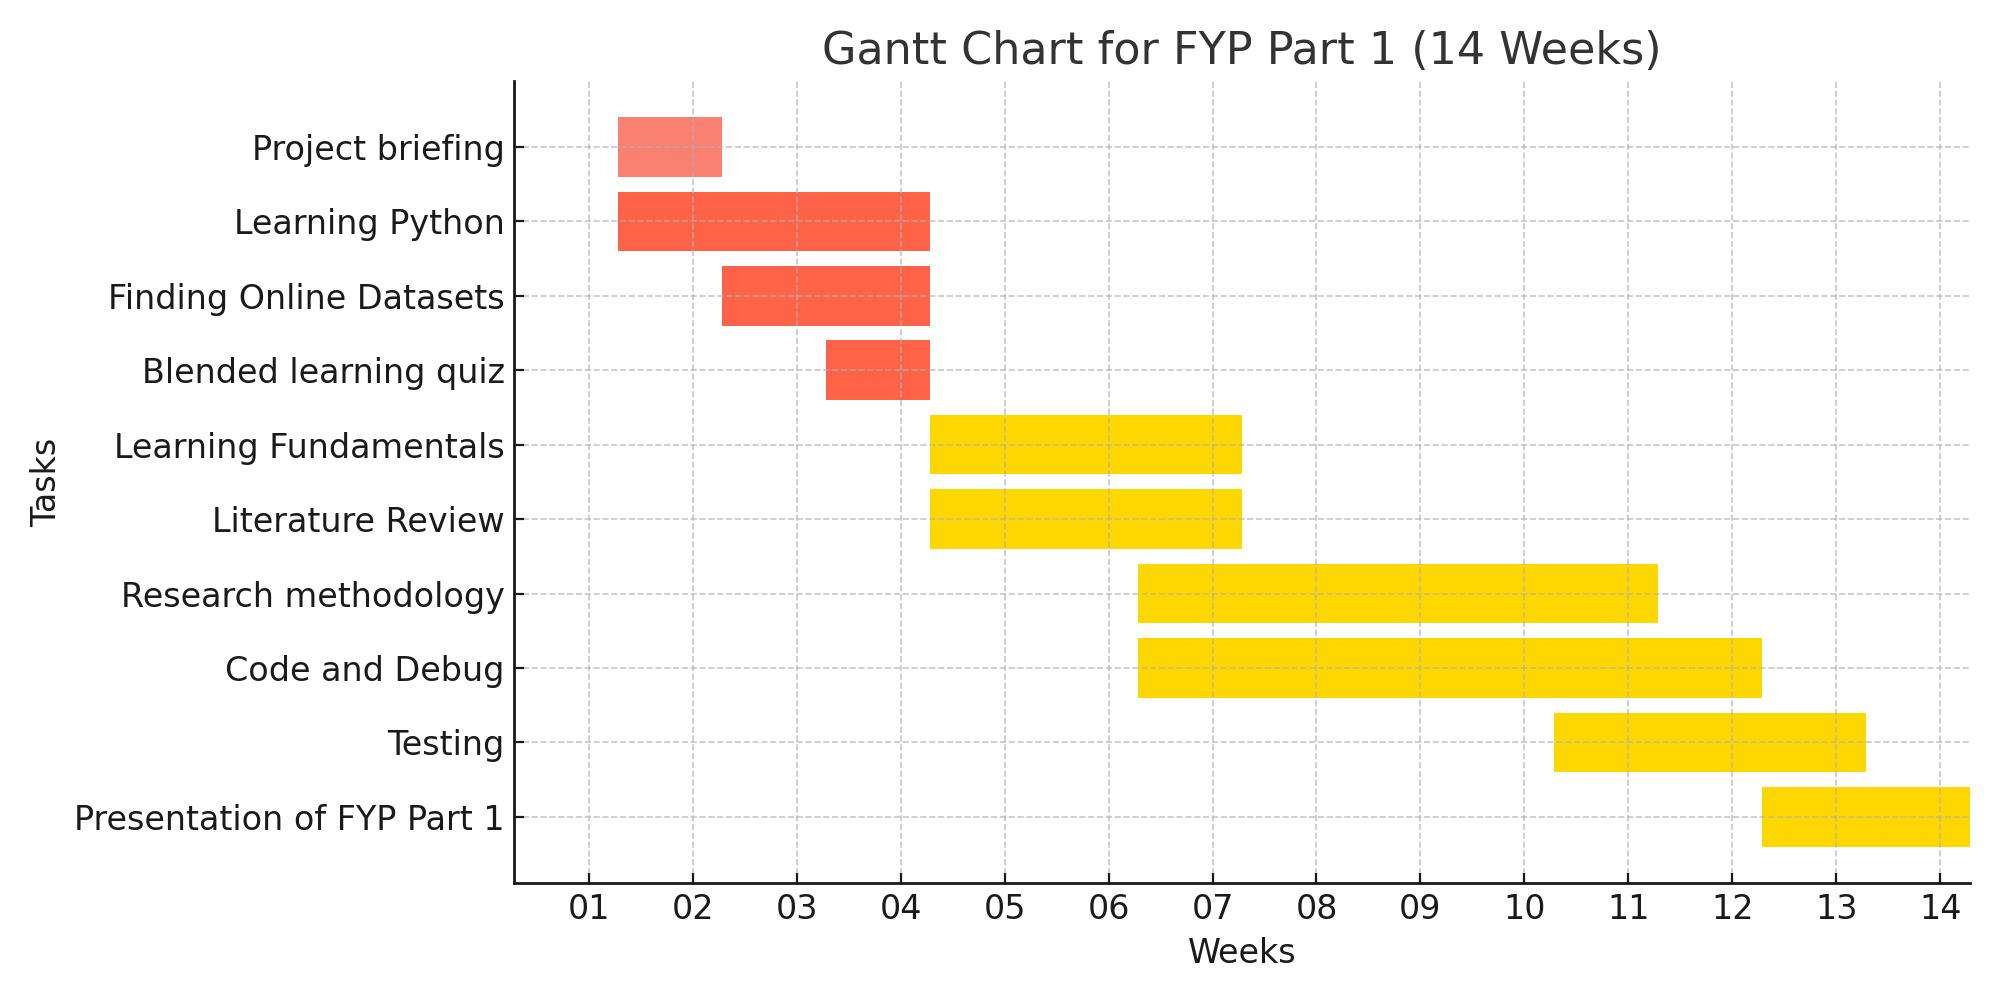 Gantt Chart for FYP Part 1 (14 Weeks)
Project briefing
Learning Python
Finding Online Datasets
Blended learning quiz
Learning Fundamentals
Literature Review
Research methodology
Code and Debug
Testing
Presentation of FYP Part 1
Tasks
01 02 03 04 05 06 07 08 09 10 11 12 13 14
Weeks